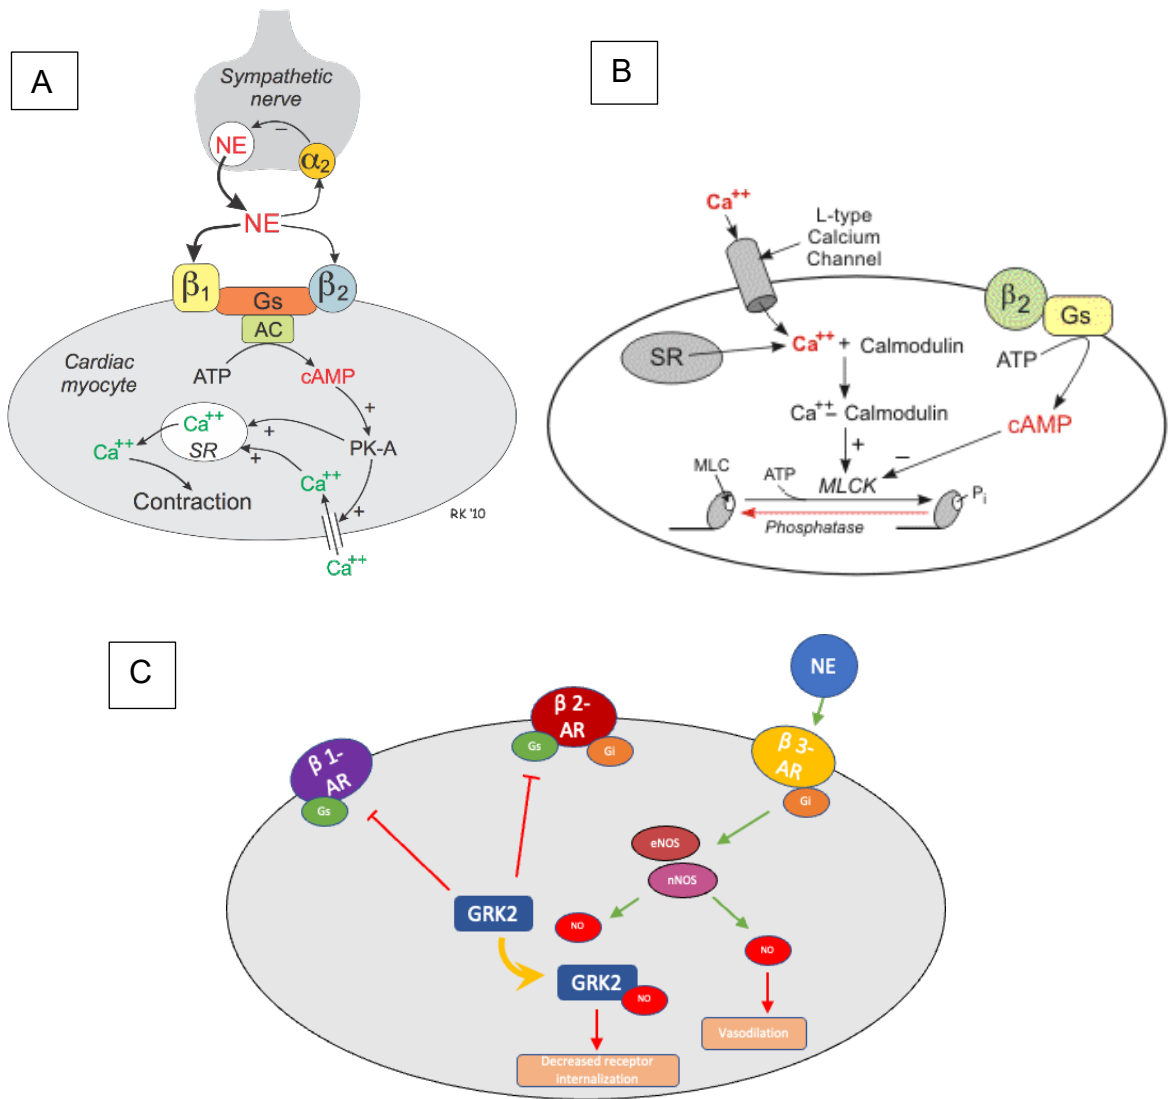 A
Sympathetic
nerve
NE
–
α2
NE
β1
Gs
β2
AC
Cardiac
myocyte
ATP
cAMP
+
Ca++
SR
+
PK-A
+
Ca++
Ca++
Contraction
+
Ca++
RK '10
B
Ca++
L-type
Calcium
Channel
β2
Gs
SR
Ca++ + Calmodulin
ATP
Ca++– Calmodulin
cAMP
+
–
MLC
ATP
MLCK
Pi
Phosphatase
C
NE
β 2-
AR
Gs
Gi
β 1-
AR
Gs
β 3-
AR
Gi
eNOS
nNOS
GRK2
NO
NO
GRK2
NO
Vasodilation
Decreased receptor
internalization